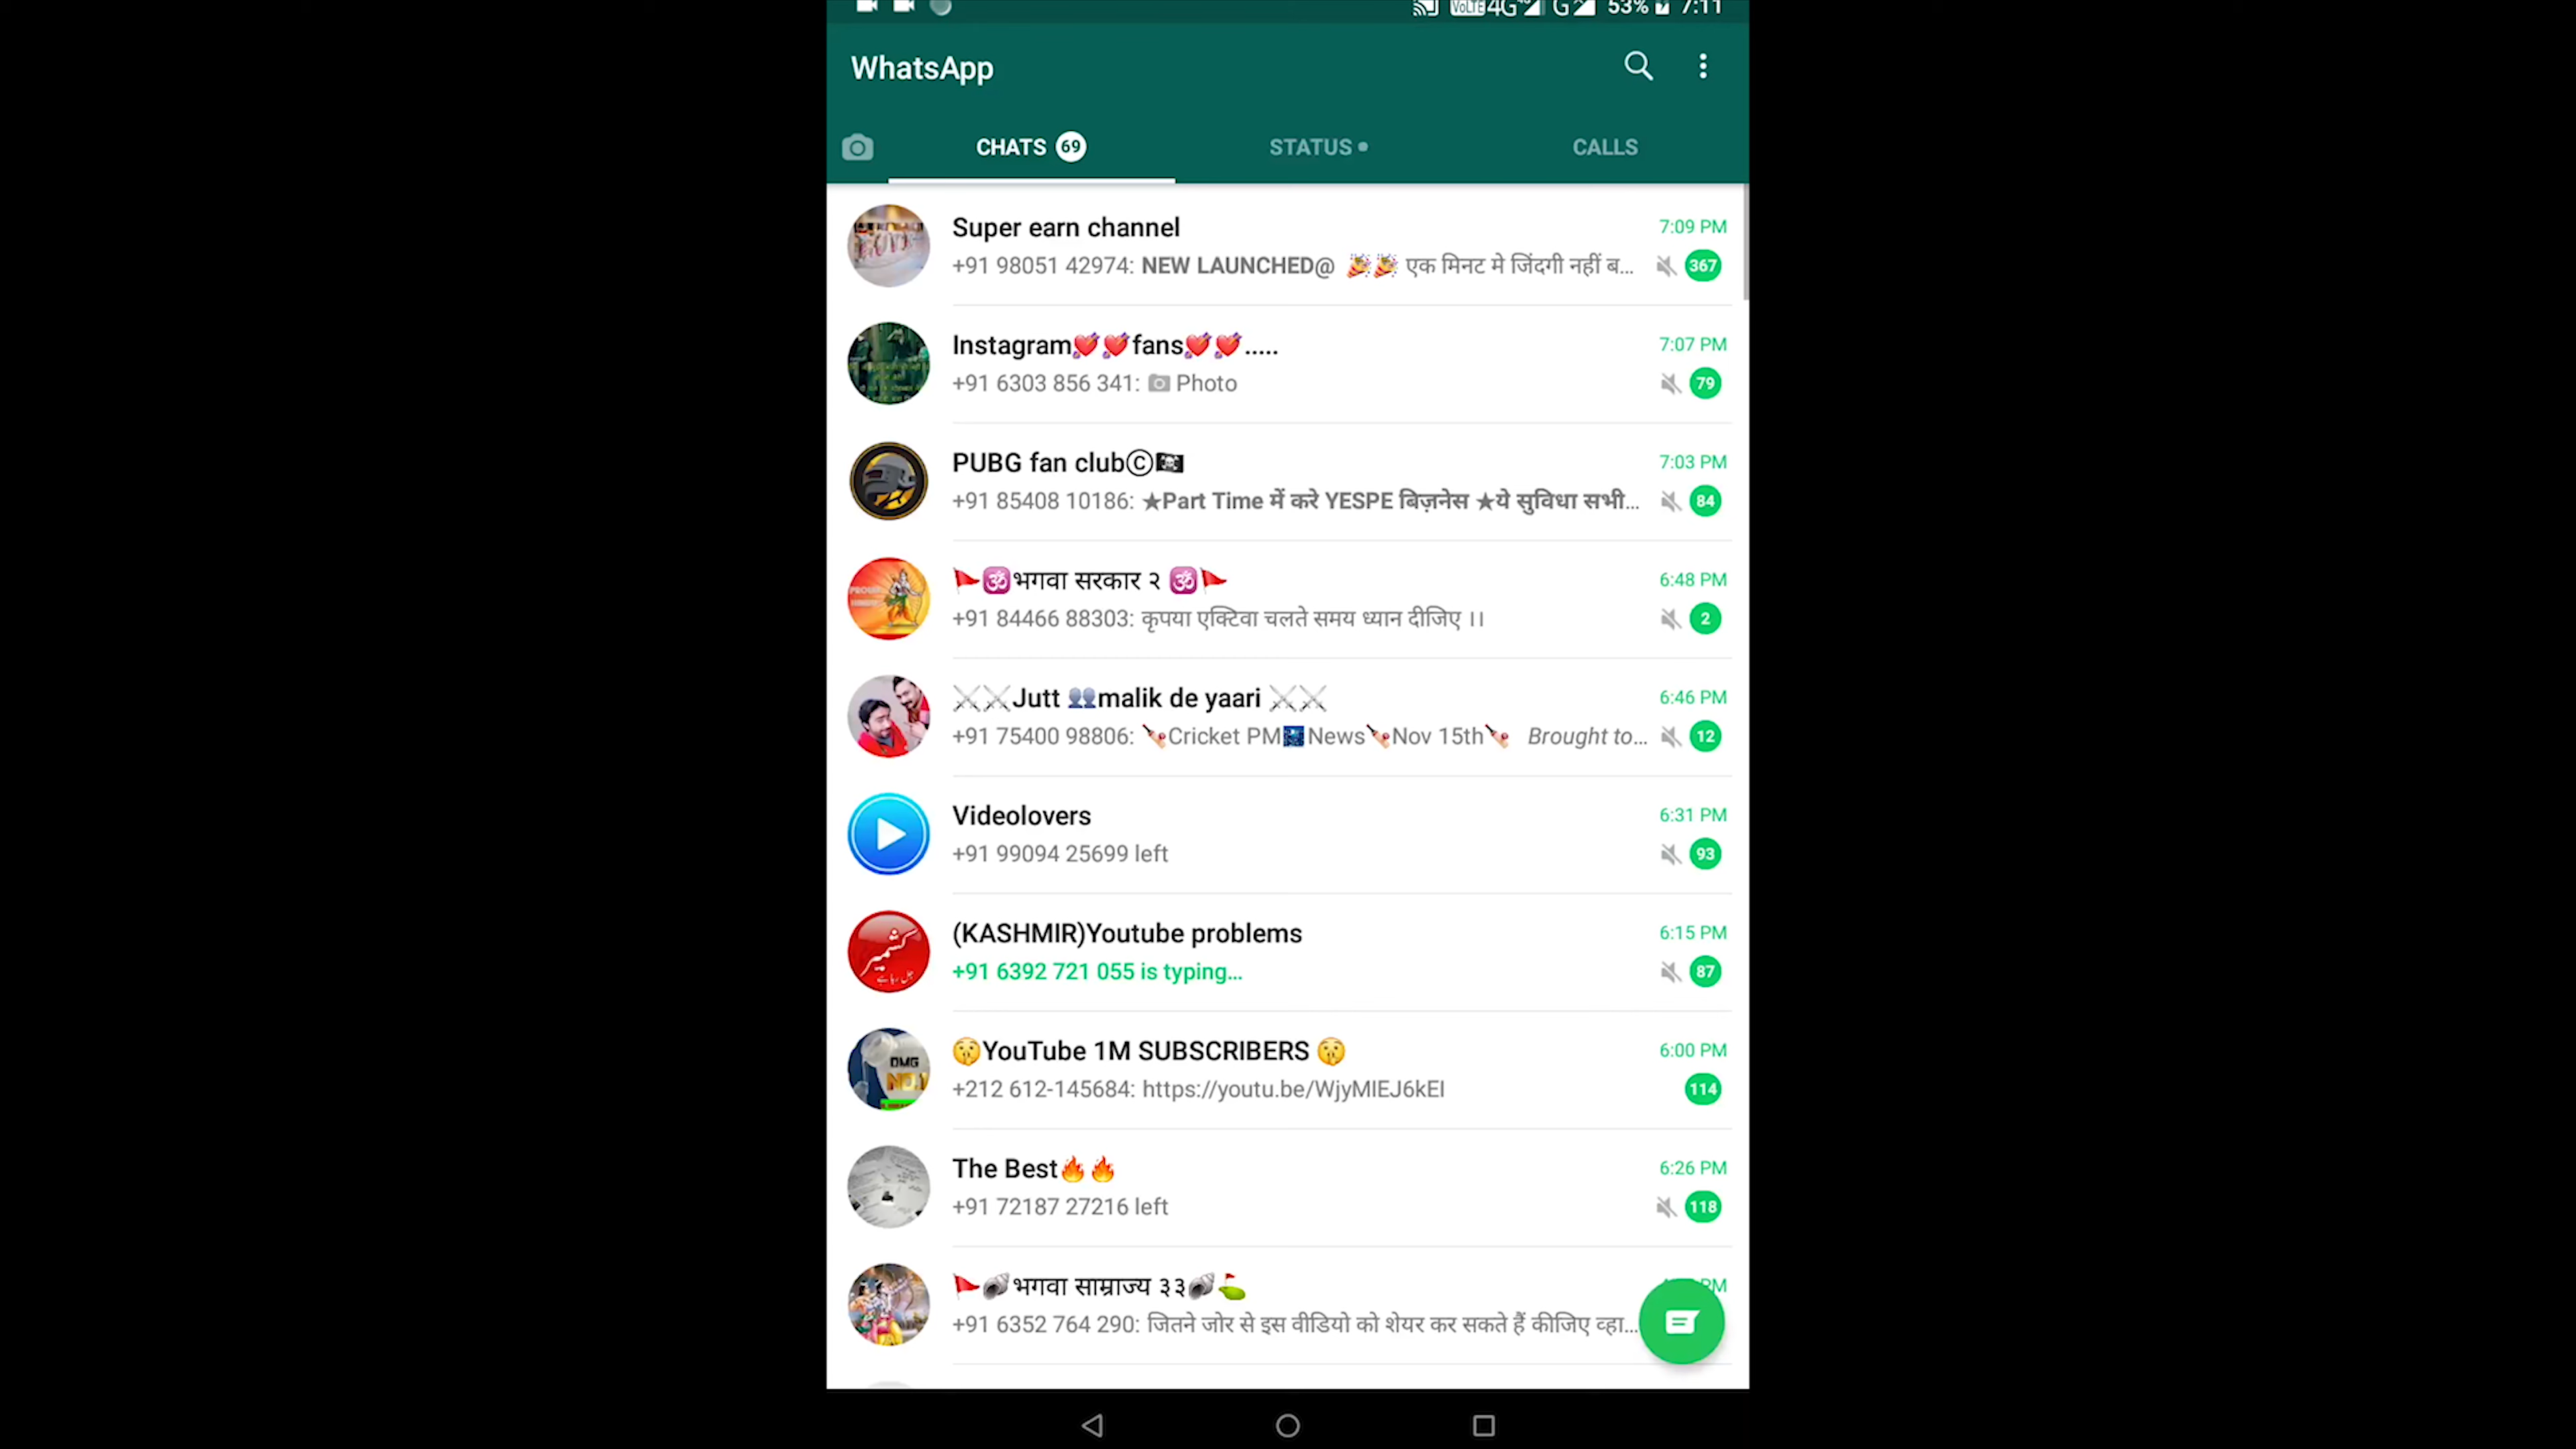 VoLTE 4G G 53% 7:11
WhatsApp
CHATS 69 STATUS CALLS
Super earn channel 7:09 PM
+91 98051 42974: NEW LAUNCHED@ 🎉🎉 एक मिनट मे जिंदगी नहीं ब... 367
Instagram💘💘fans💘💘..... 7:07 PM
+91 6303 856 341: 📷 Photo 79
PUBG fan club©🏴‍☠️ 7:03 PM
+91 85408 10186: ★Part Time में करे YESPE बिज़नेस ★ये सुविधा सभी... 84
🚩🕉भगवा सरकार २ 🕉🚩 6:48 PM
+91 84466 88303: कृपया एक्टिवा चलते समय ध्यान दीजिए ।। 2
⚔⚔Jutt 👥malik de yaari ⚔⚔ 6:46 PM
+91 75400 98806: 🏏Cricket PM🎆News🏏Nov 15th🏏 Brought to... 12
Videolovers 6:31 PM
+91 99094 25699 left 93
(KASHMIR)Youtube problems 6:15 PM
+91 6392 721 055 is typing... 87
🤫YouTube 1M SUBSCRIBERS 🤫 6:00 PM
+212 612-145684: https://youtu.be/WjyMIEJ6kEI 114
The Best🔥🔥 6:26 PM
+91 72187 27216 left 118
🚩🐚भगवा साम्राज्य ३३🐚⛳ PM
+91 6352 764 290: जितने जोर से इस वीडियो को शेयर कर सकते हैं कीजिए व्हा...
کشمیر
OMG
NO.1